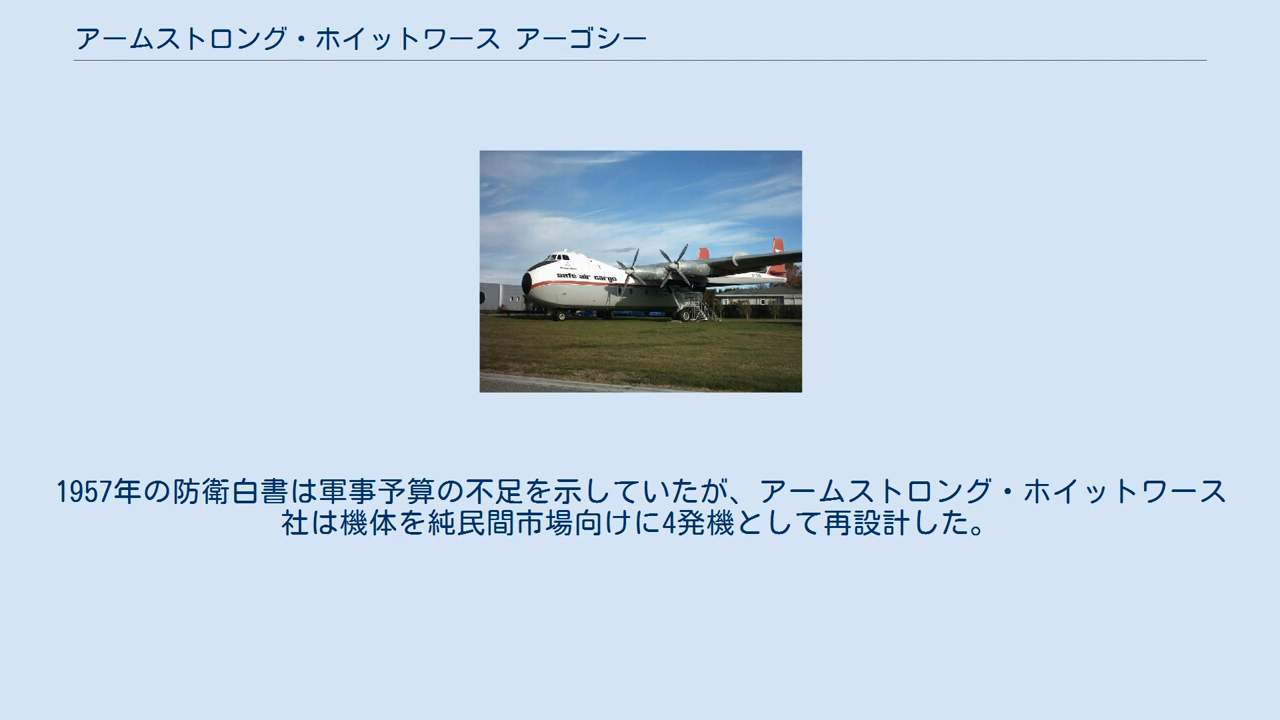 アームストロング・ホイットワース アーゴシー
safe air cargo
1957年の防衛白書は軍事予算の不足を示していたが、アームストロング・ホイットワース
社は機体を純民間市場向けに4発機として再設計した。